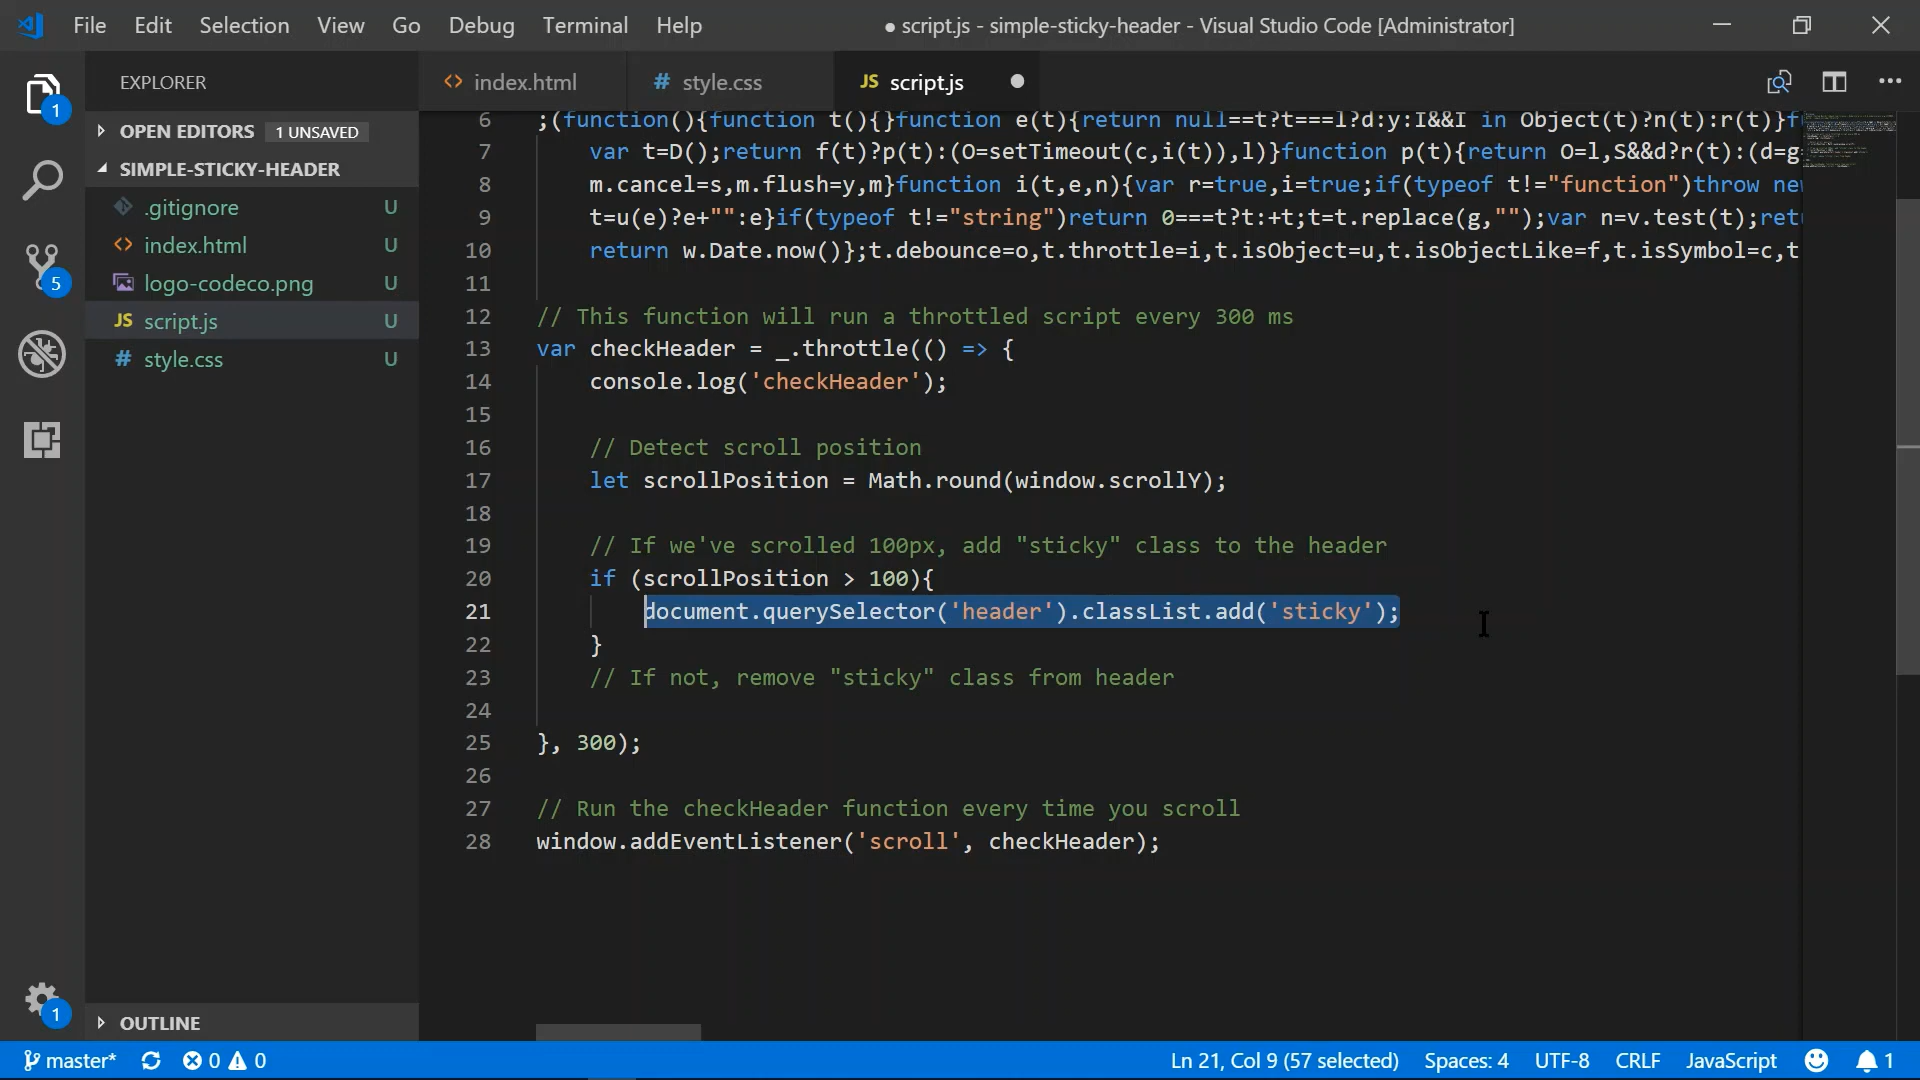 File Edit Selection View Go Debug Terminal Help ● script.js - simple-sticky-header - Visual Studio Code [Administrator]
EXPLORER
<> index.html
# style.css
JS script.js ●
OPEN EDITORS 1 UNSAVED
SIMPLE-STICKY-HEADER
.gitignore U
<> index.html U
logo-codeco.png U
JS script.js U
# style.css U
OUTLINE
1
5
1
6 ;(function(){function t(){}function e(t){return null==t?t===l?d:y:I&&I in Object(t)?n(t):r(t)}f
7 var t=D();return f(t)?p(t):(O=setTimeout(c,i(t)),l)}function p(t){return O=l,S&&d?r(t):(d=g
8 m.cancel=s,m.flush=y,m}function i(t,e,n){var r=true,i=true;if(typeof t!="function")throw ne
9 t=u(e)?e+"":e}if(typeof t!="string")return 0===t?t:+t;t=t.replace(g,"");var n=v.test(t);ret
10 return w.Date.now()};t.debounce=o,t.throttle=i,t.isObject=u,t.isObjectLike=f,t.isSymbol=c,t
11
12 // This function will run a throttled script every 300 ms
13 var checkHeader = _.throttle(() => {
14 console.log('checkHeader');
15
16 // Detect scroll position
17 let scrollPosition = Math.round(window.scrollY);
18
19 // If we've scrolled 100px, add "sticky" class to the header
20 if (scrollPosition > 100){
21 document.querySelector('header').classList.add('sticky');
22 }
23 // If not, remove "sticky" class from header
24
25 }, 300);
26
27 // Run the checkHeader function every time you scroll
28 window.addEventListener('scroll', checkHeader);
master* 0 0 Ln 21, Col 9 (57 selected) Spaces: 4 UTF-8 CRLF JavaScript 1